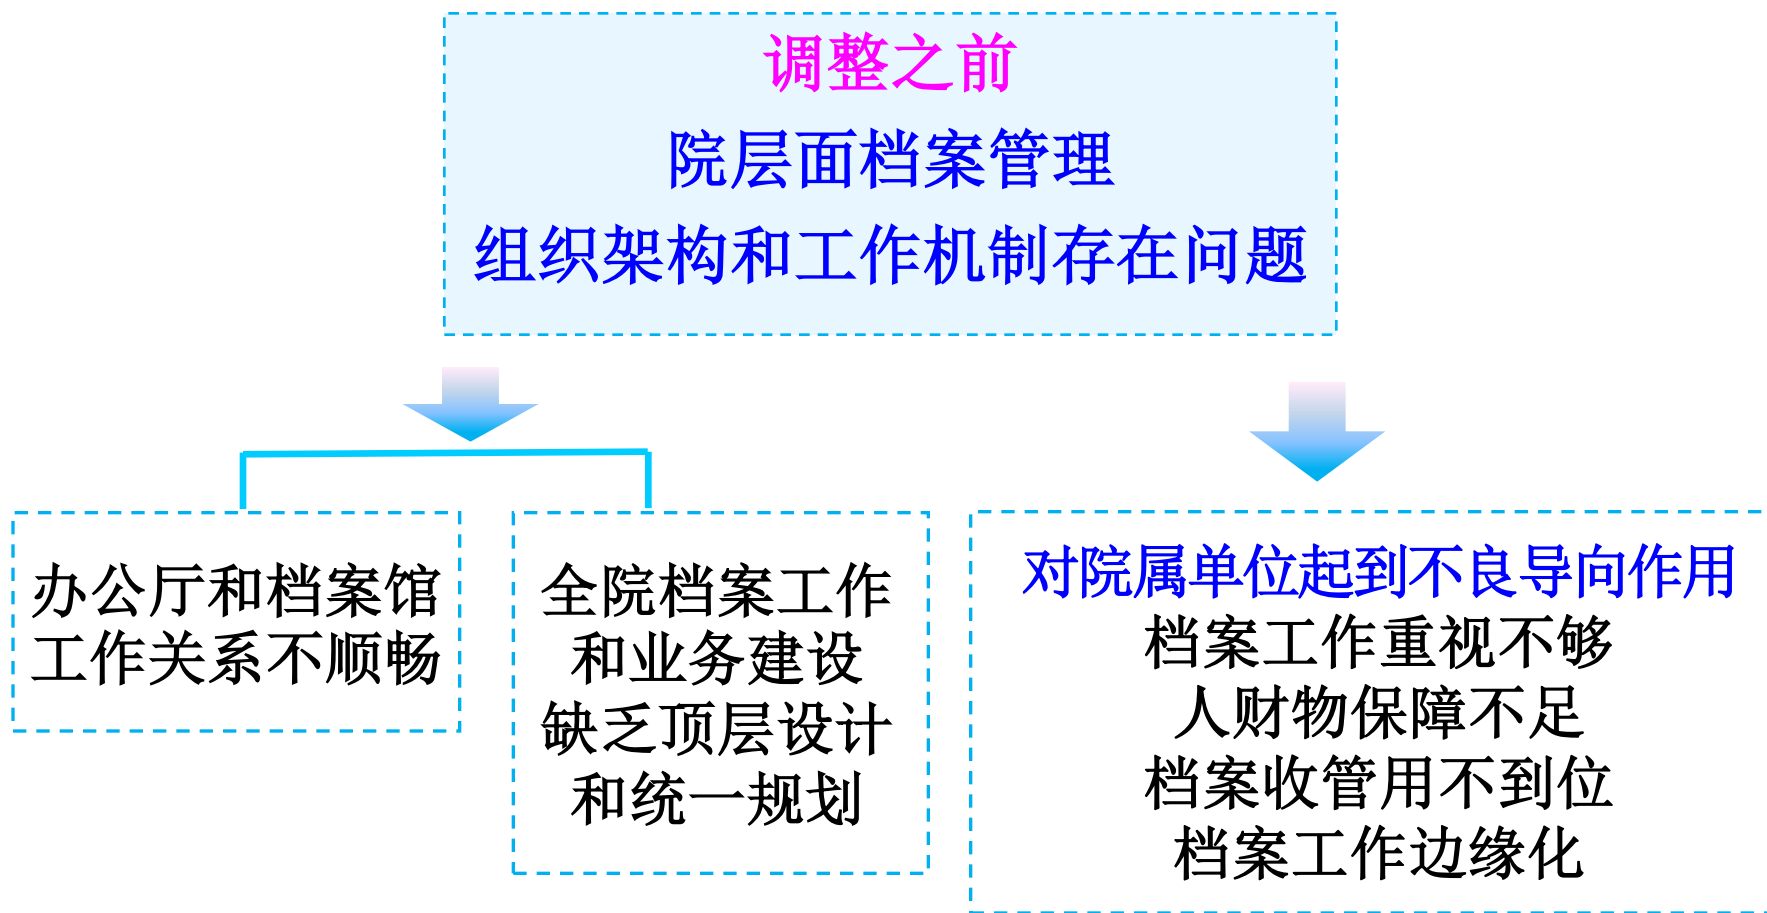 调整之前
院层面档案管理
组织架构和工作机制存在问题
办公厅和档案馆
工作关系不顺畅
全院档案工作
和业务建设
缺乏顶层设计
和统一规划
对院属单位起到不良导向作用
档案工作重视不够
人财物保障不足
档案收管用不到位
档案工作边缘化